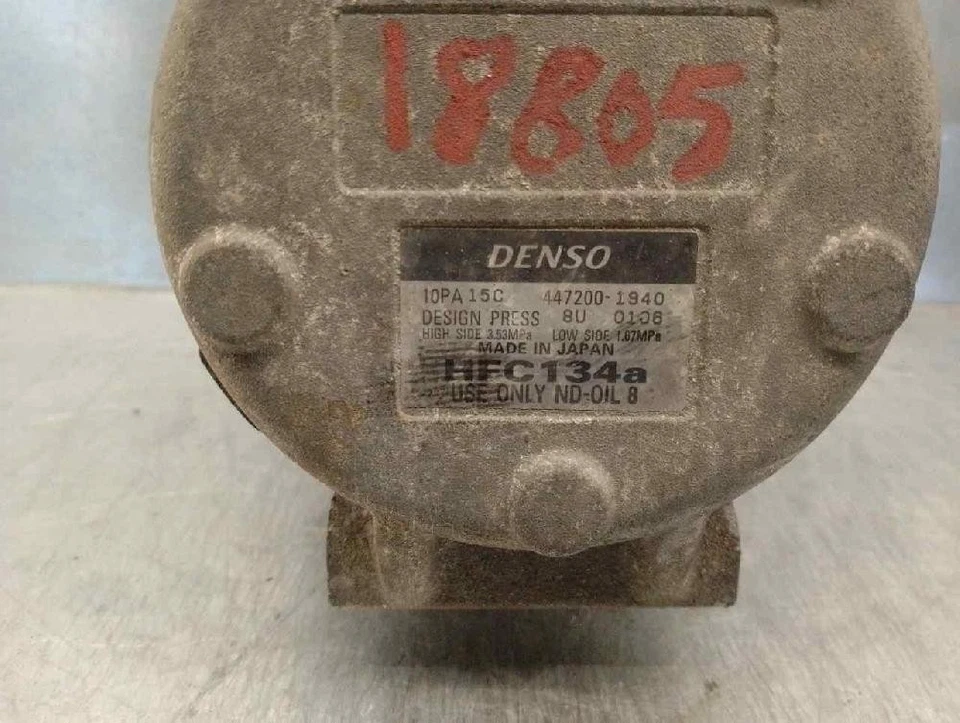 18805
DENSO
10PA15C 447200-1940
DESIGN PRESS 8U 0106
HIGH SIDE 3.53MPa LOW SIDE 1.67MPa
MADE IN JAPAN
HFC134a
USE ONLY ND-OIL 8